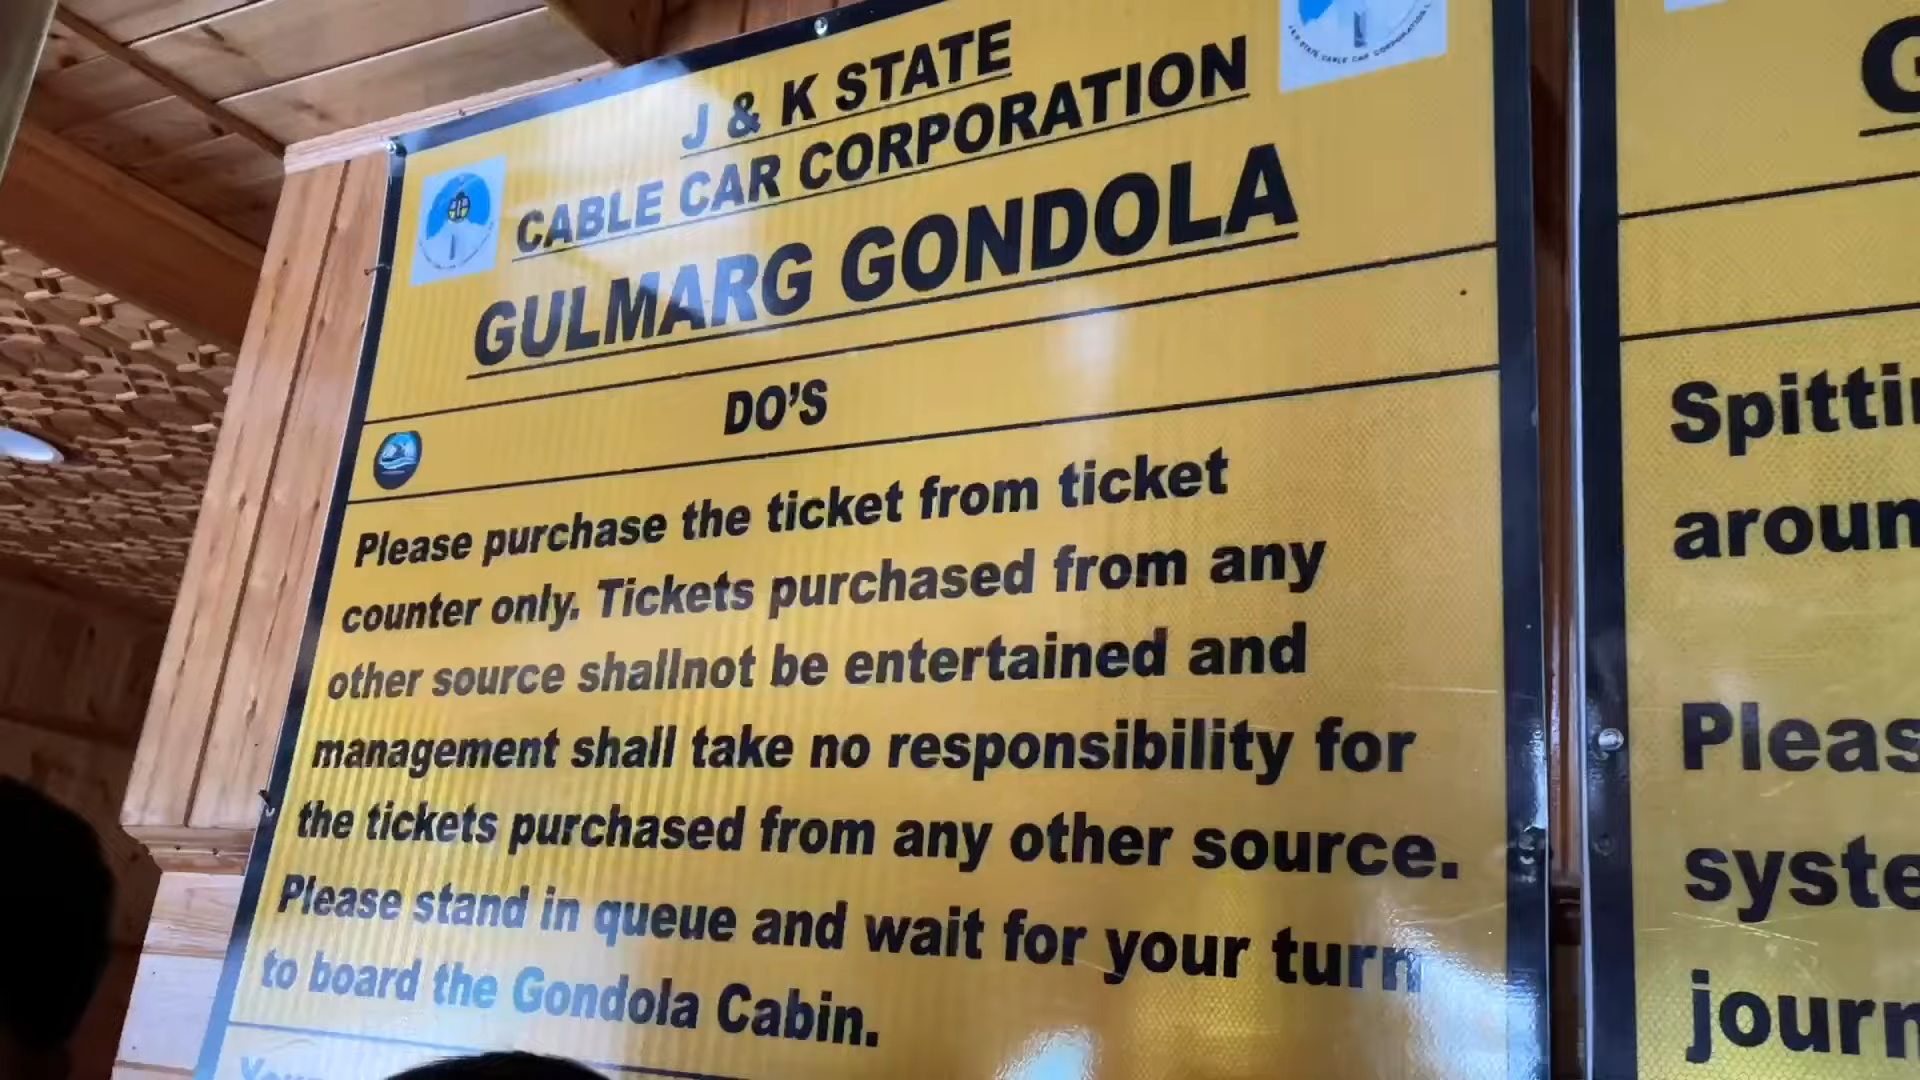 J & K STATE
CABLE CAR CORPORATION
GULMARG GONDOLA
DO'S
Please purchase the ticket from ticket
counter only. Tickets purchased from any
other source shallnot be entertained and
management shall take no responsibility for
the tickets purchased from any other source.
Please stand in queue and wait for your turn
to board the Gondola Cabin.
G
Spittin
aroun
Pleas
syste
journ